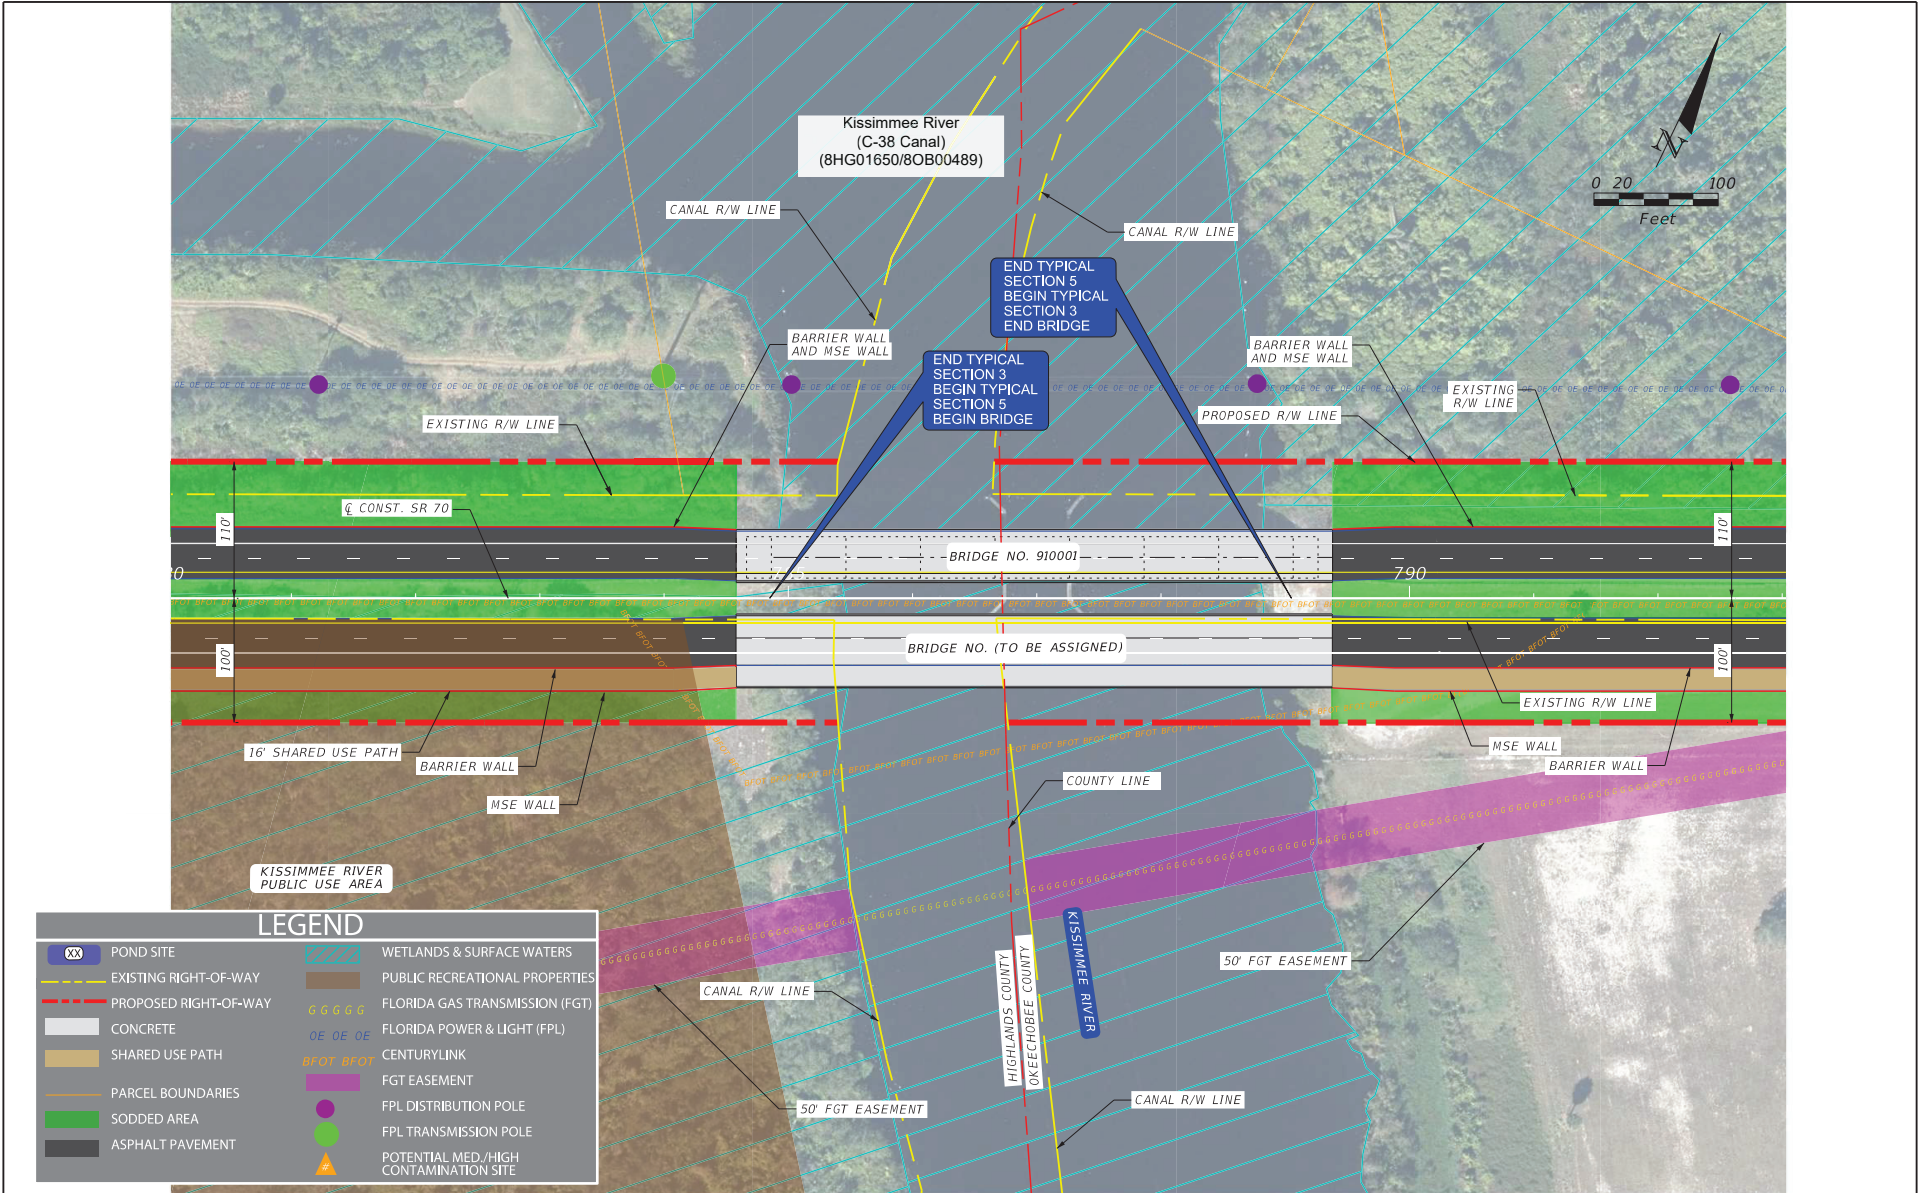 Kissimmee River
(C-38 Canal)
(8HG01650/8OB00489)
0 20 100
Feet
N
CANAL R/W LINE
CANAL R/W LINE
END TYPICAL
SECTION 5
BEGIN TYPICAL
SECTION 3
END BRIDGE
BARRIER WALL
AND MSE WALL
BARRIER WALL
AND MSE WALL
END TYPICAL
SECTION 3
BEGIN TYPICAL
SECTION 5
BEGIN BRIDGE
EXISTING
R/W LINE
PROPOSED R/W LINE
EXISTING R/W LINE
℄ CONST. SR 70
110'
110'
BRIDGE NO. 910001
790
BRIDGE NO. (TO BE ASSIGNED)
100'
100'
EXISTING R/W LINE
16' SHARED USE PATH
BARRIER WALL
MSE WALL
MSE WALL
BARRIER WALL
COUNTY LINE
KISSIMMEE RIVER
PUBLIC USE AREA
KISSIMMEE RIVER
HIGHLANDS COUNTY
OKEECHOBEE COUNTY
50' FGT EASEMENT
CANAL R/W LINE
50' FGT EASEMENT
CANAL R/W LINE
LEGEND
XX POND SITE
EXISTING RIGHT-OF-WAY
PROPOSED RIGHT-OF-WAY
CONCRETE
SHARED USE PATH
PARCEL BOUNDARIES
SODDED AREA
ASPHALT PAVEMENT
WETLANDS & SURFACE WATERS
PUBLIC RECREATIONAL PROPERTIES
G G G G G FLORIDA GAS TRANSMISSION (FGT)
OE OE OE FLORIDA POWER & LIGHT (FPL)
BFOT BFOT CENTURYLINK
FGT EASEMENT
FPL DISTRIBUTION POLE
FPL TRANSMISSION POLE
# POTENTIAL MED./HIGH
CONTAMINATION SITE